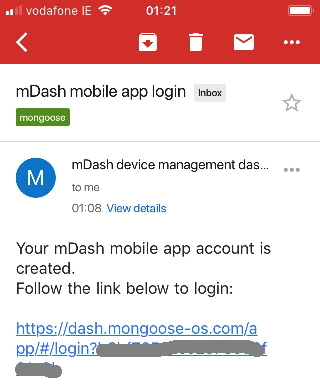 vodafone IE 01:21
mDash mobile app login Inbox
mongoose
M mDash device management das...
to me
01:08 View details
Your mDash mobile app account is
created.
Follow the link below to login:
https://dash.mongoose-os.com/a
pp/#/login?